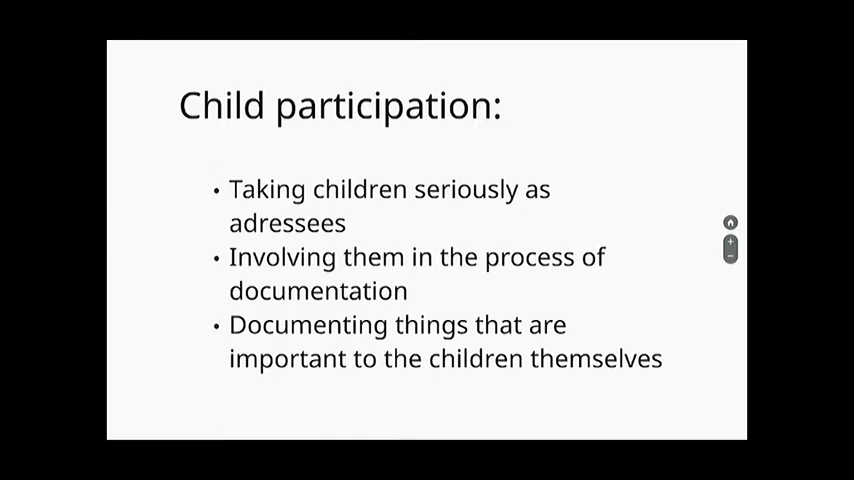 Child participation:
• Taking children seriously as
adressees
• Involving them in the process of
documentation
• Documenting things that are
important to the children themselves